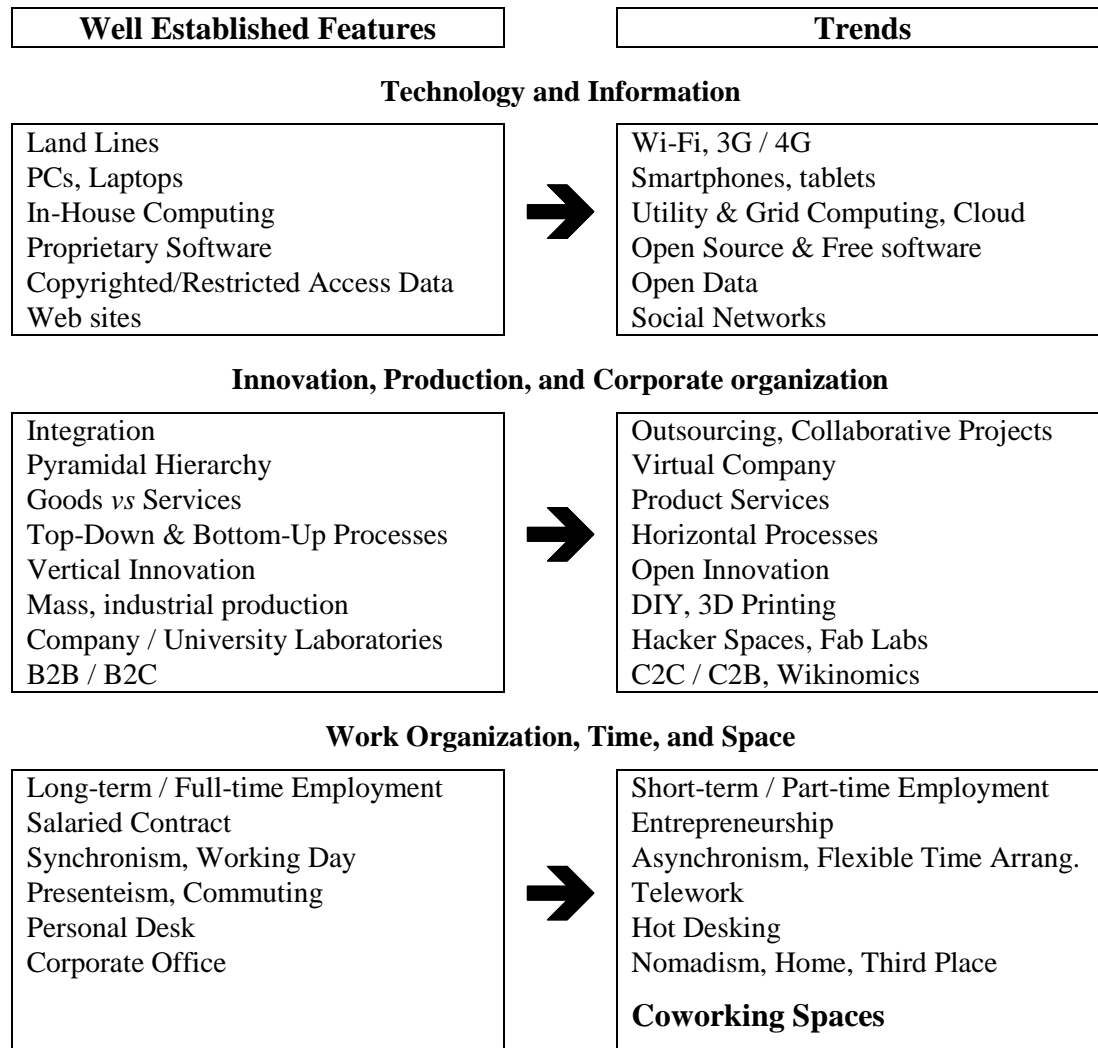 Well Established Features
Trends
Technology and Information
Land Lines
PCs, Laptops
In-House Computing
Proprietary Software
Copyrighted/Restricted Access Data
Web sites
Wi-Fi, 3G / 4G
Smartphones, tablets
Utility & Grid Computing, Cloud
Open Source & Free software
Open Data
Social Networks
Innovation, Production, and Corporate organization
Integration
Pyramidal Hierarchy
Goods vs Services
Top-Down & Bottom-Up Processes
Vertical Innovation
Mass, industrial production
Company / University Laboratories
B2B / B2C
Outsourcing, Collaborative Projects
Virtual Company
Product Services
Horizontal Processes
Open Innovation
DIY, 3D Printing
Hacker Spaces, Fab Labs
C2C / C2B, Wikinomics
Work Organization, Time, and Space
Long-term / Full-time Employment
Salaried Contract
Synchronism, Working Day
Presenteism, Commuting
Personal Desk
Corporate Office
Short-term / Part-time Employment
Entrepreneurship
Asynchronism, Flexible Time Arrang.
Telework
Hot Desking
Nomadism, Home, Third Place
Coworking Spaces